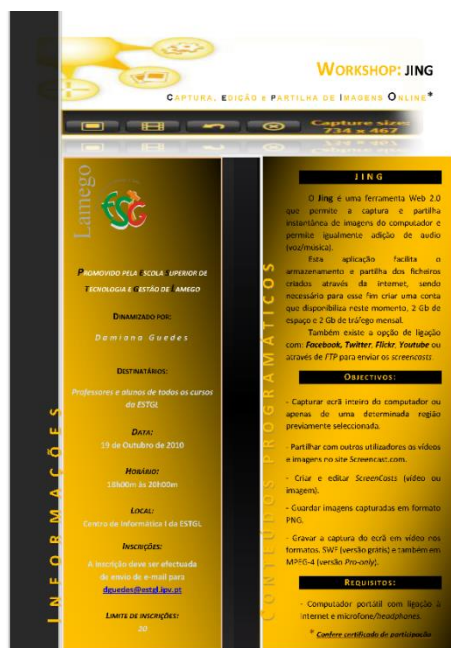 WORKSHOP: JING
CAPTURA, EDIÇÃO e PARTILHA DE IMAGENS ONLINE*
Capture size:
734 x 467
Lamego
ESTG
INFORMAÇÕES
PROMOVIDO PELA ESCOLA SUPERIOR DE
TECNOLOGIA E GESTÃO DE LAMEGO
DINAMIZADO POR:
Damiana Guedes
DESTINATÁRIOS:
Professores e alunos de todos os cursos
da ESTGL
DATA:
19 de Outubro de 2010
HORÁRIO:
18h00m às 20h00m
LOCAL:
Centro de Informática I da ESTGL
INSCRIÇÕES:
A inscrição deve ser efectuada
de envio de e-mail para
dguedes@estgl.ipv.pt
LIMITE DE INSCRIÇÕES:
20
CONTEÚDOS PROGRAMÁTICOS
JING
O Jing é uma ferramenta Web 2.0
que permite a captura e partilha
instantânea de imagens do computador e
permite igualmente adição de audio
(voz/música).
Esta aplicação facilita o
armazenamento e partilha dos ficheiros
criados através da internet, sendo
necessário para esse fim criar uma conta
que disponibiliza neste momento, 2 Gb de
espaço e 2 Gb de tráfego mensal.
Também existe a opção de ligação
com: Facebook, Twitter, Flickr, Youtube ou
através de FTP para enviar os screencasts.
OBJECTIVOS:
- Capturar ecrã inteiro do computador ou
apenas de uma determinada região
previamente seleccionada.
- Partilhar com outros utilizadores os vídeos
e imagens no site Screencast.com.
- Criar e editar ScreenCasts (vídeo ou
imagem).
- Guardar imagens capturadas em formato
PNG.
- Gravar a captura do ecrã em vídeo nos
formatos. SWF (versão grátis) e também em
MPEG-4 (versão Pro-only).
REQUISITOS:
- Computador portátil com ligação à
Internet e microfone/headphones.
* Confere certificado de participação